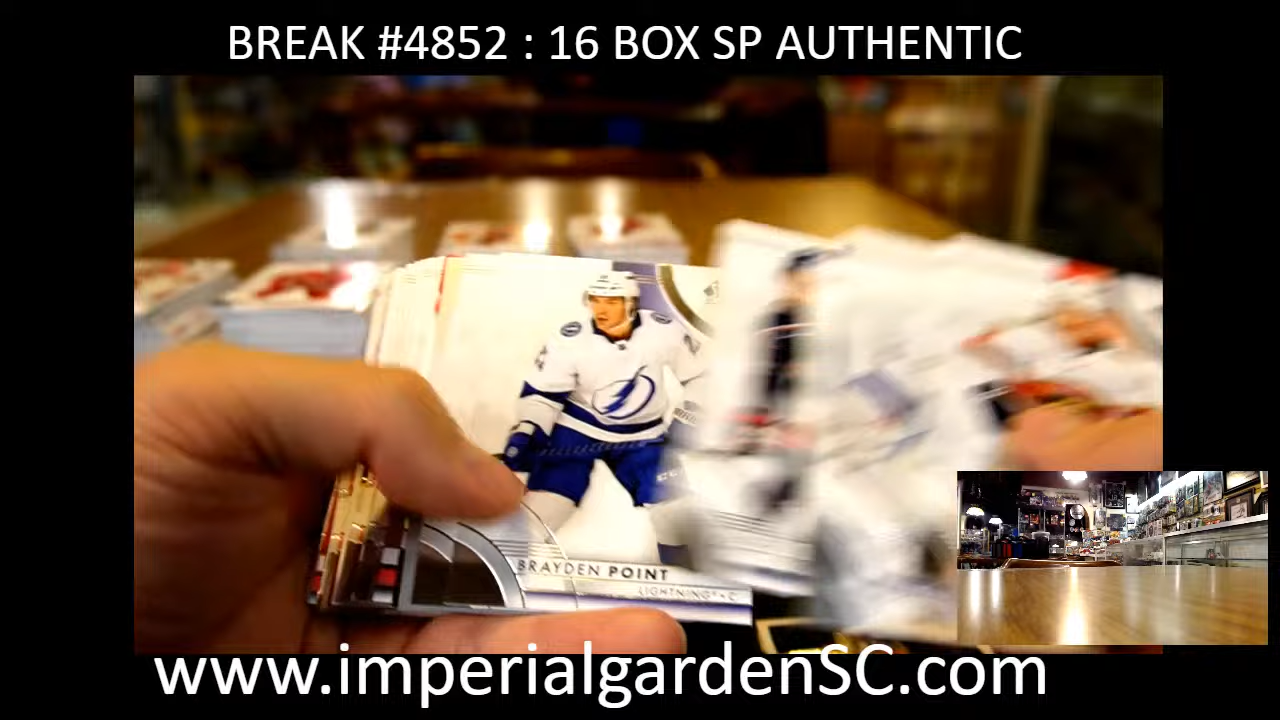 BREAK #4852 : 16 BOX SP AUTHENTIC
BRAYDEN POINT
LIGHTNING • C
www.imperialgardenSC.com